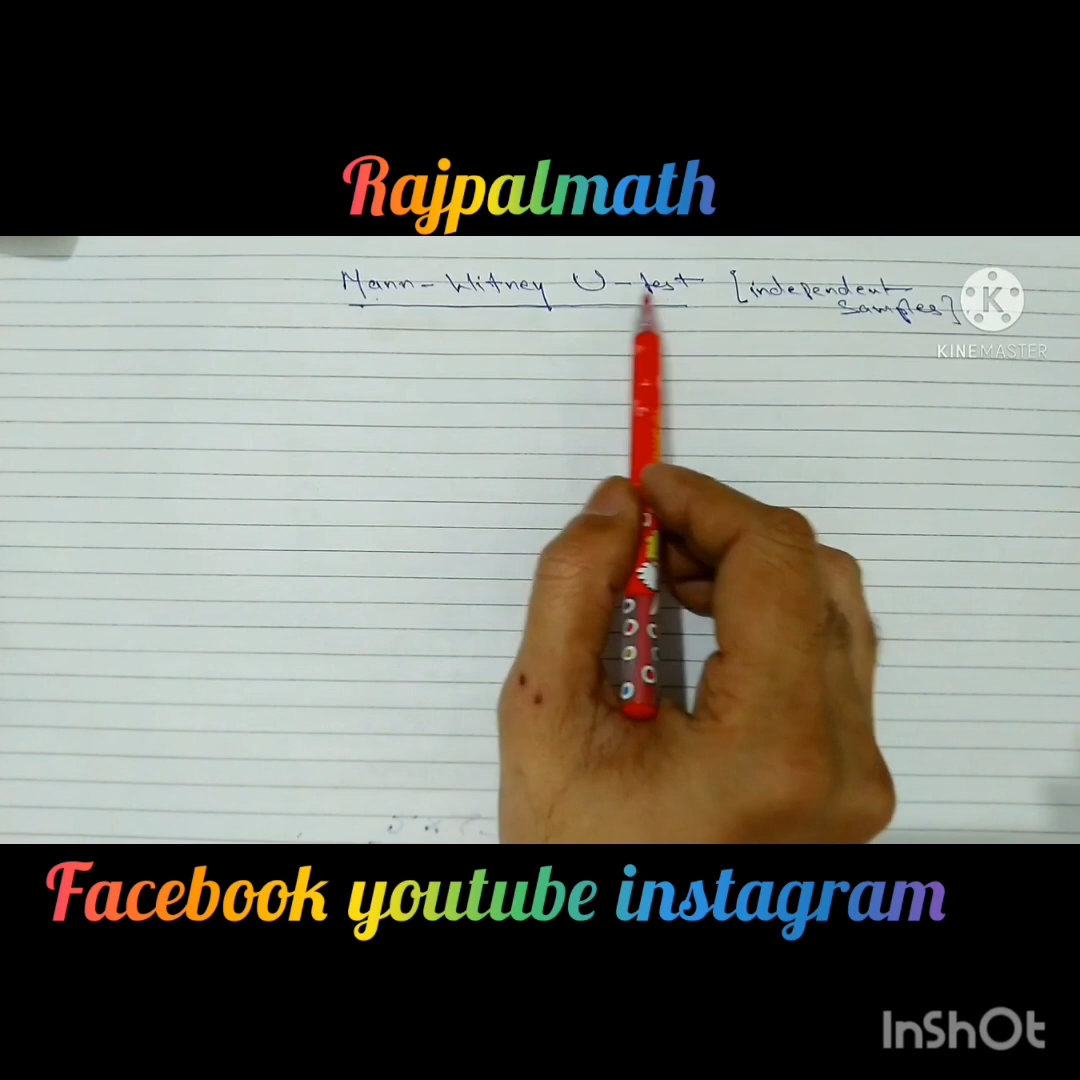 Rajpalmath
Mann - Witney U - test [independent
samples]
K
KINEMASTER
Facebook youtube instagram
InShOt